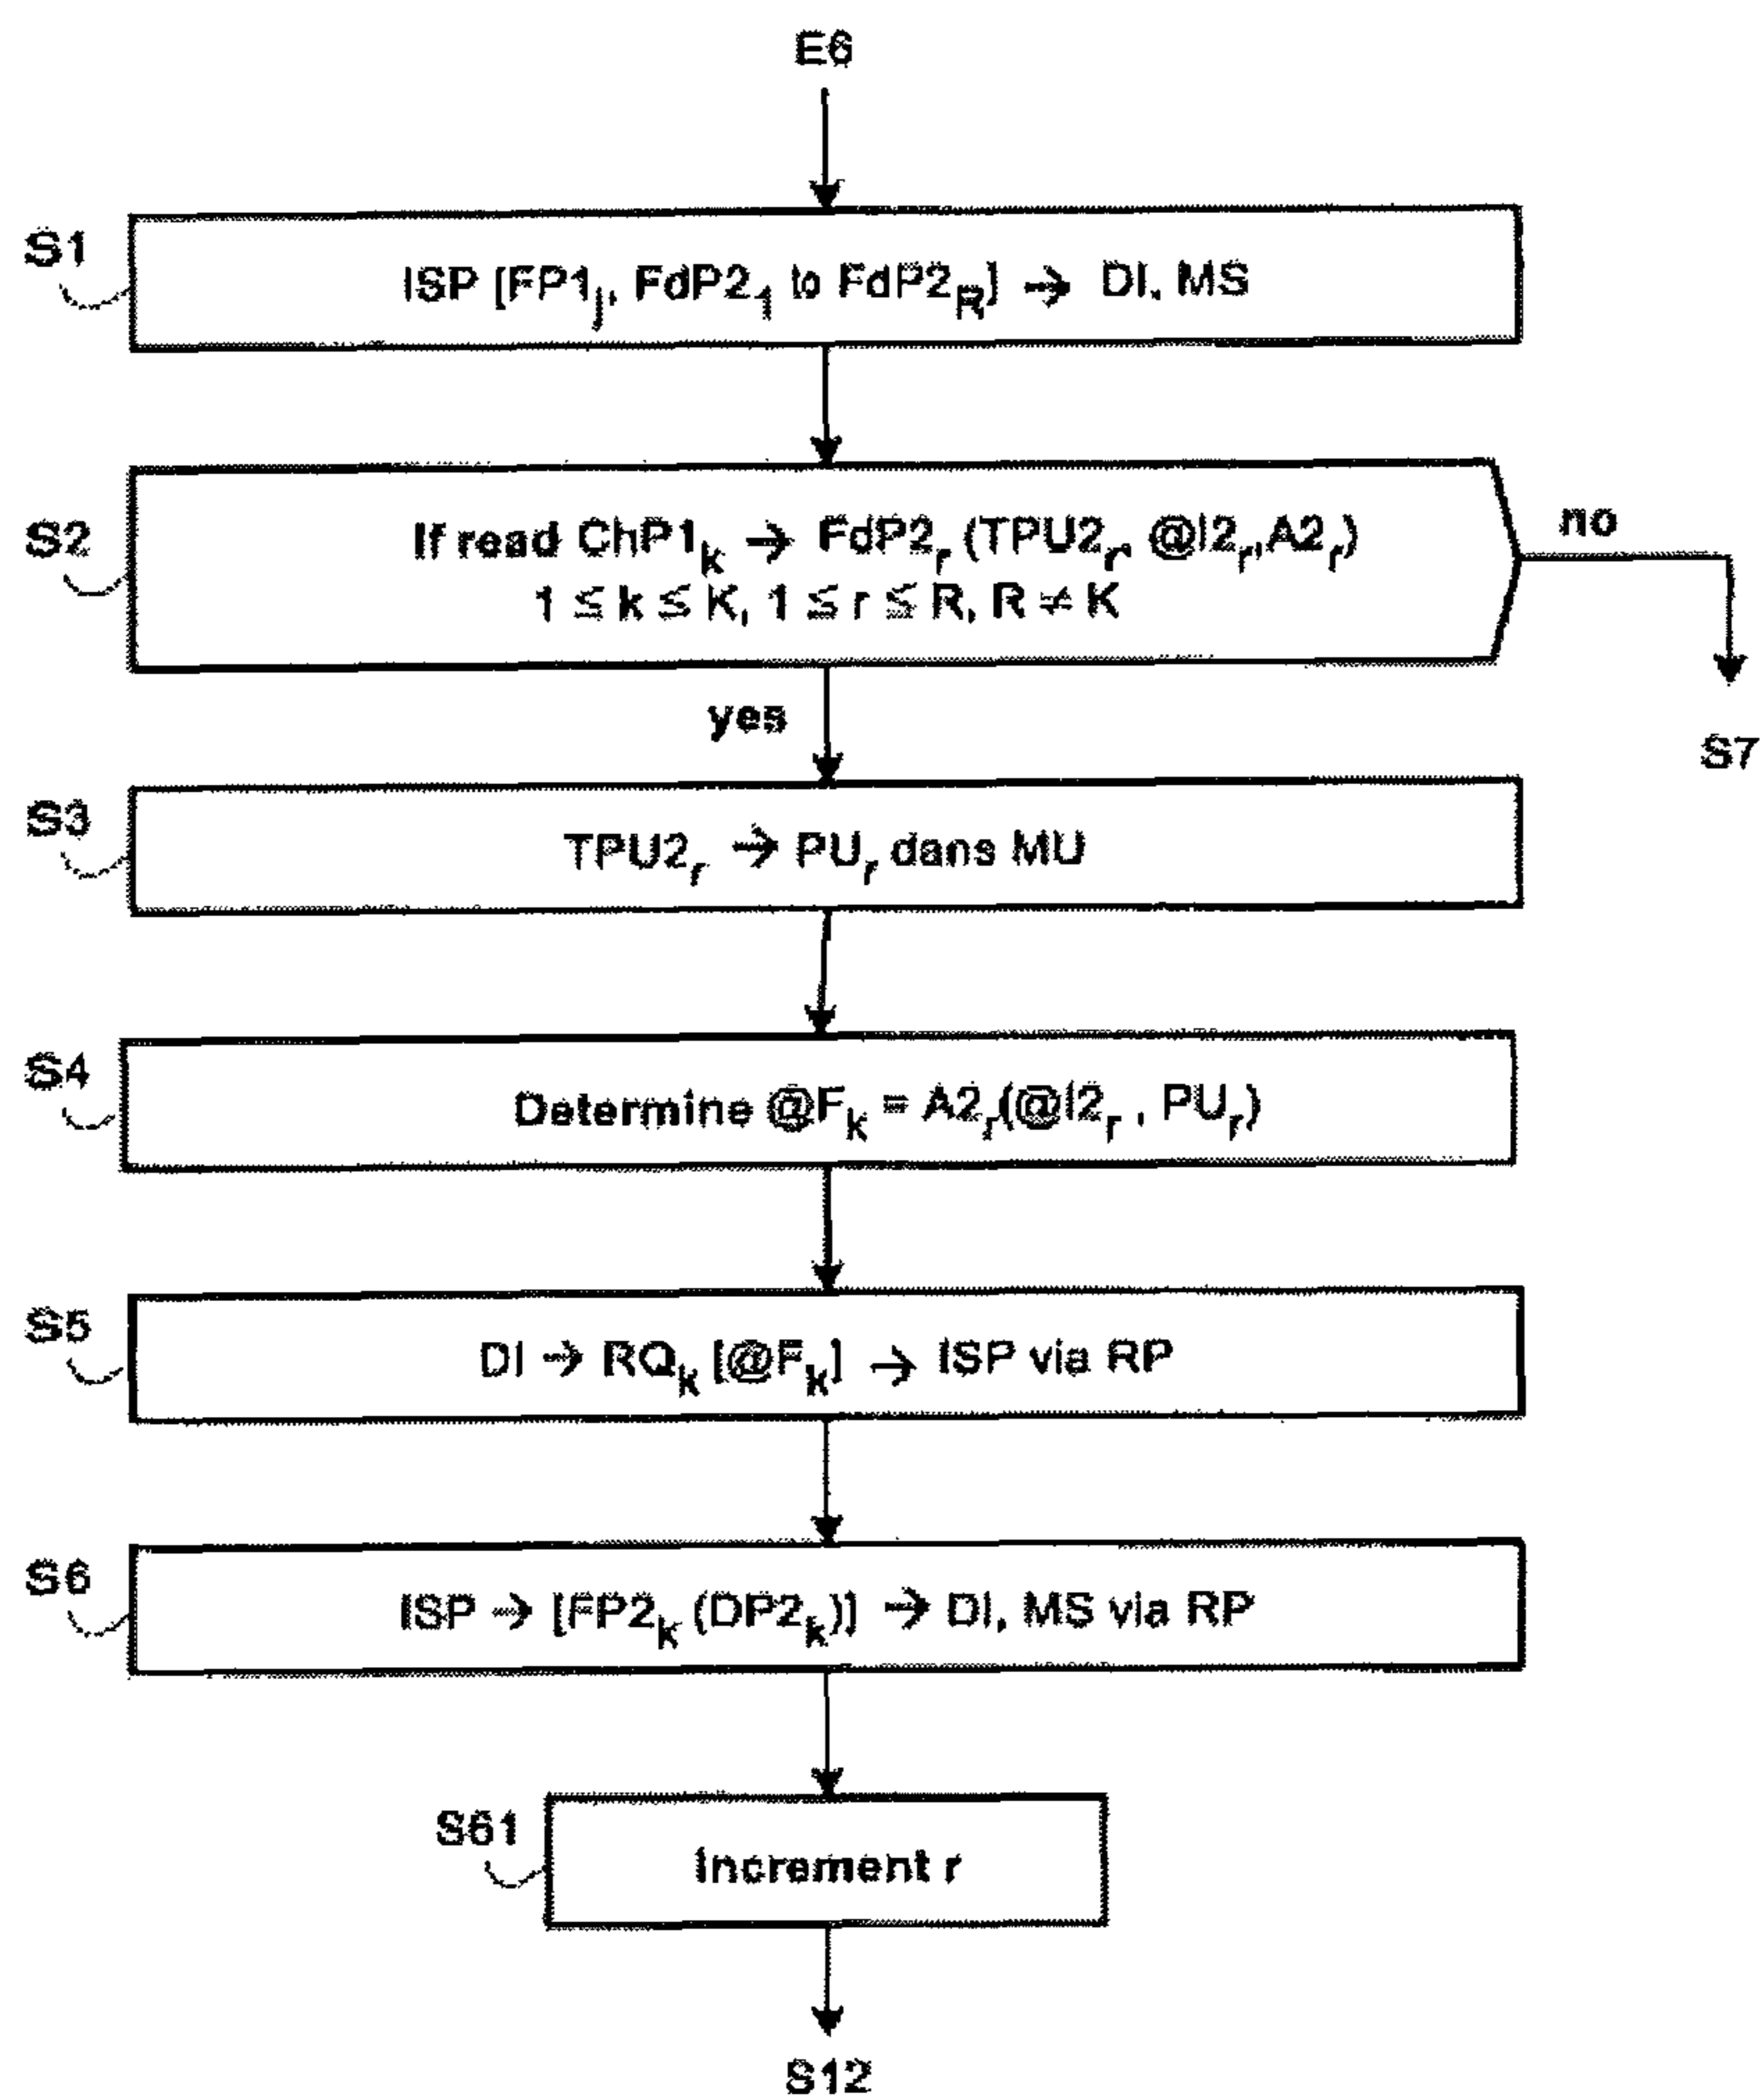 E6
S1
ISP [FP1j, FdP21 to FdP2R] → DI, MS
S2
If read ChP1k → FdP2r (TPU2r, @I2r, A2r)
1 ≤ k ≤ K, 1 ≤ r ≤ R, R ≠ K
no
S7
yes
S3
TPU2r → PUr dans MU
S4
Determine @Fk = A2r(@I2r , PUr)
S5
DI → RQk [@Fk] → ISP via RP
S6
ISP → [FP2k (DP2k)] → DI, MS via RP
S61
Increment r
S12